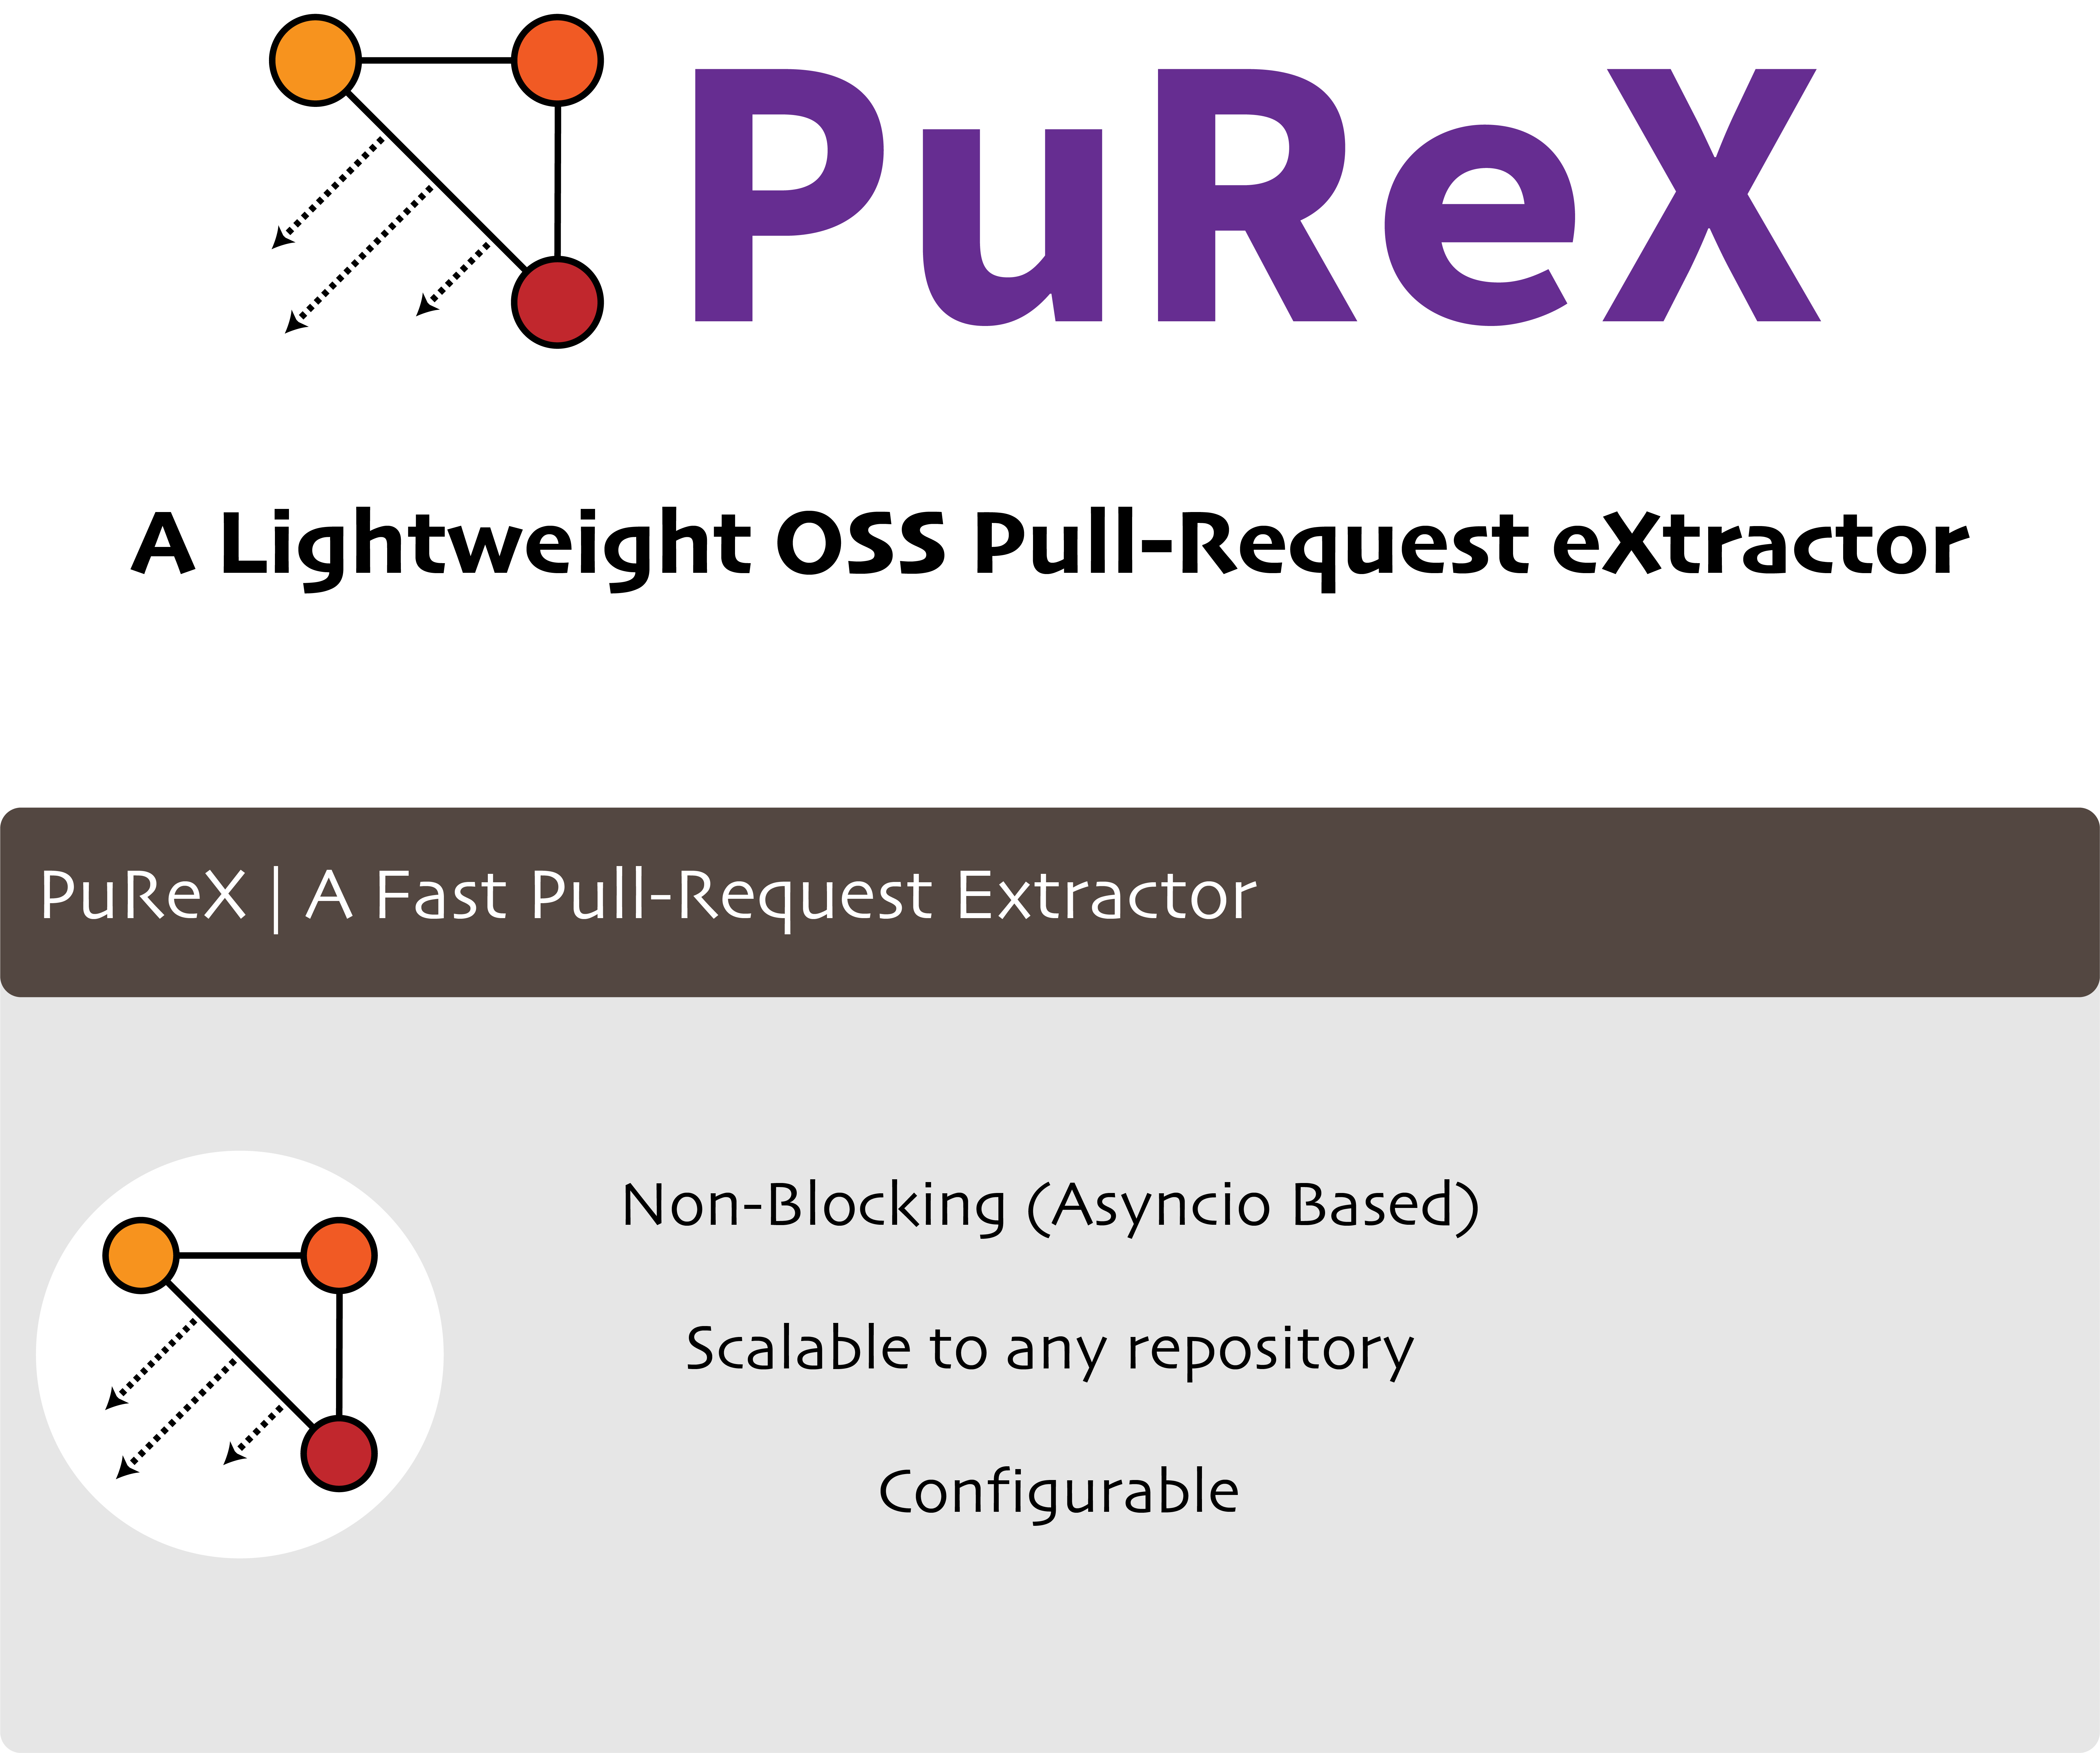 PuReX
A Lightweight OSS Pull-Request eXtractor
PuReX | A Fast Pull-Request Extractor
Non-Blocking (Asyncio Based)
Scalable to any repository
Configurable